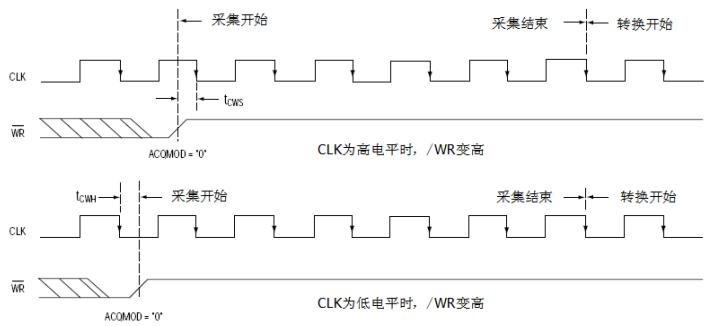 采集开始 采集结束 转换开始
CLK
tCWS
WR
ACQMOD = "0"
CLK为高电平时，/WR变高
tCWH 采集开始 采集结束 转换开始
CLK
WR
CLK为低电平时，/WR变高
ACQMOD = "0"